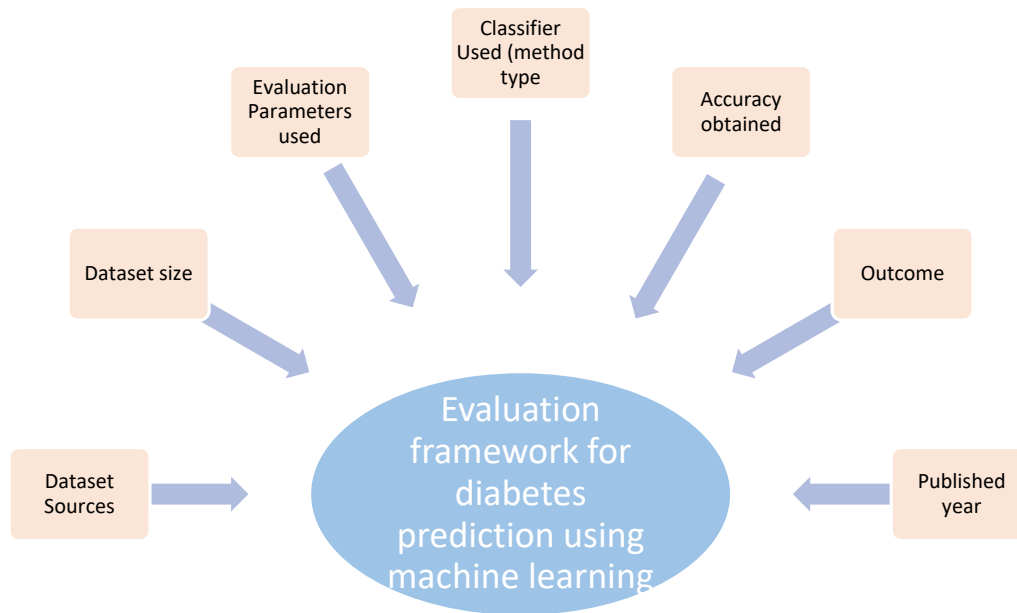 Classifier
Used (method
type
Evaluation
Parameters
used
Accuracy
obtained
Dataset size
Outcome
Dataset
Sources
Evaluation
framework for
diabetes
prediction using
machine learning
Published
year